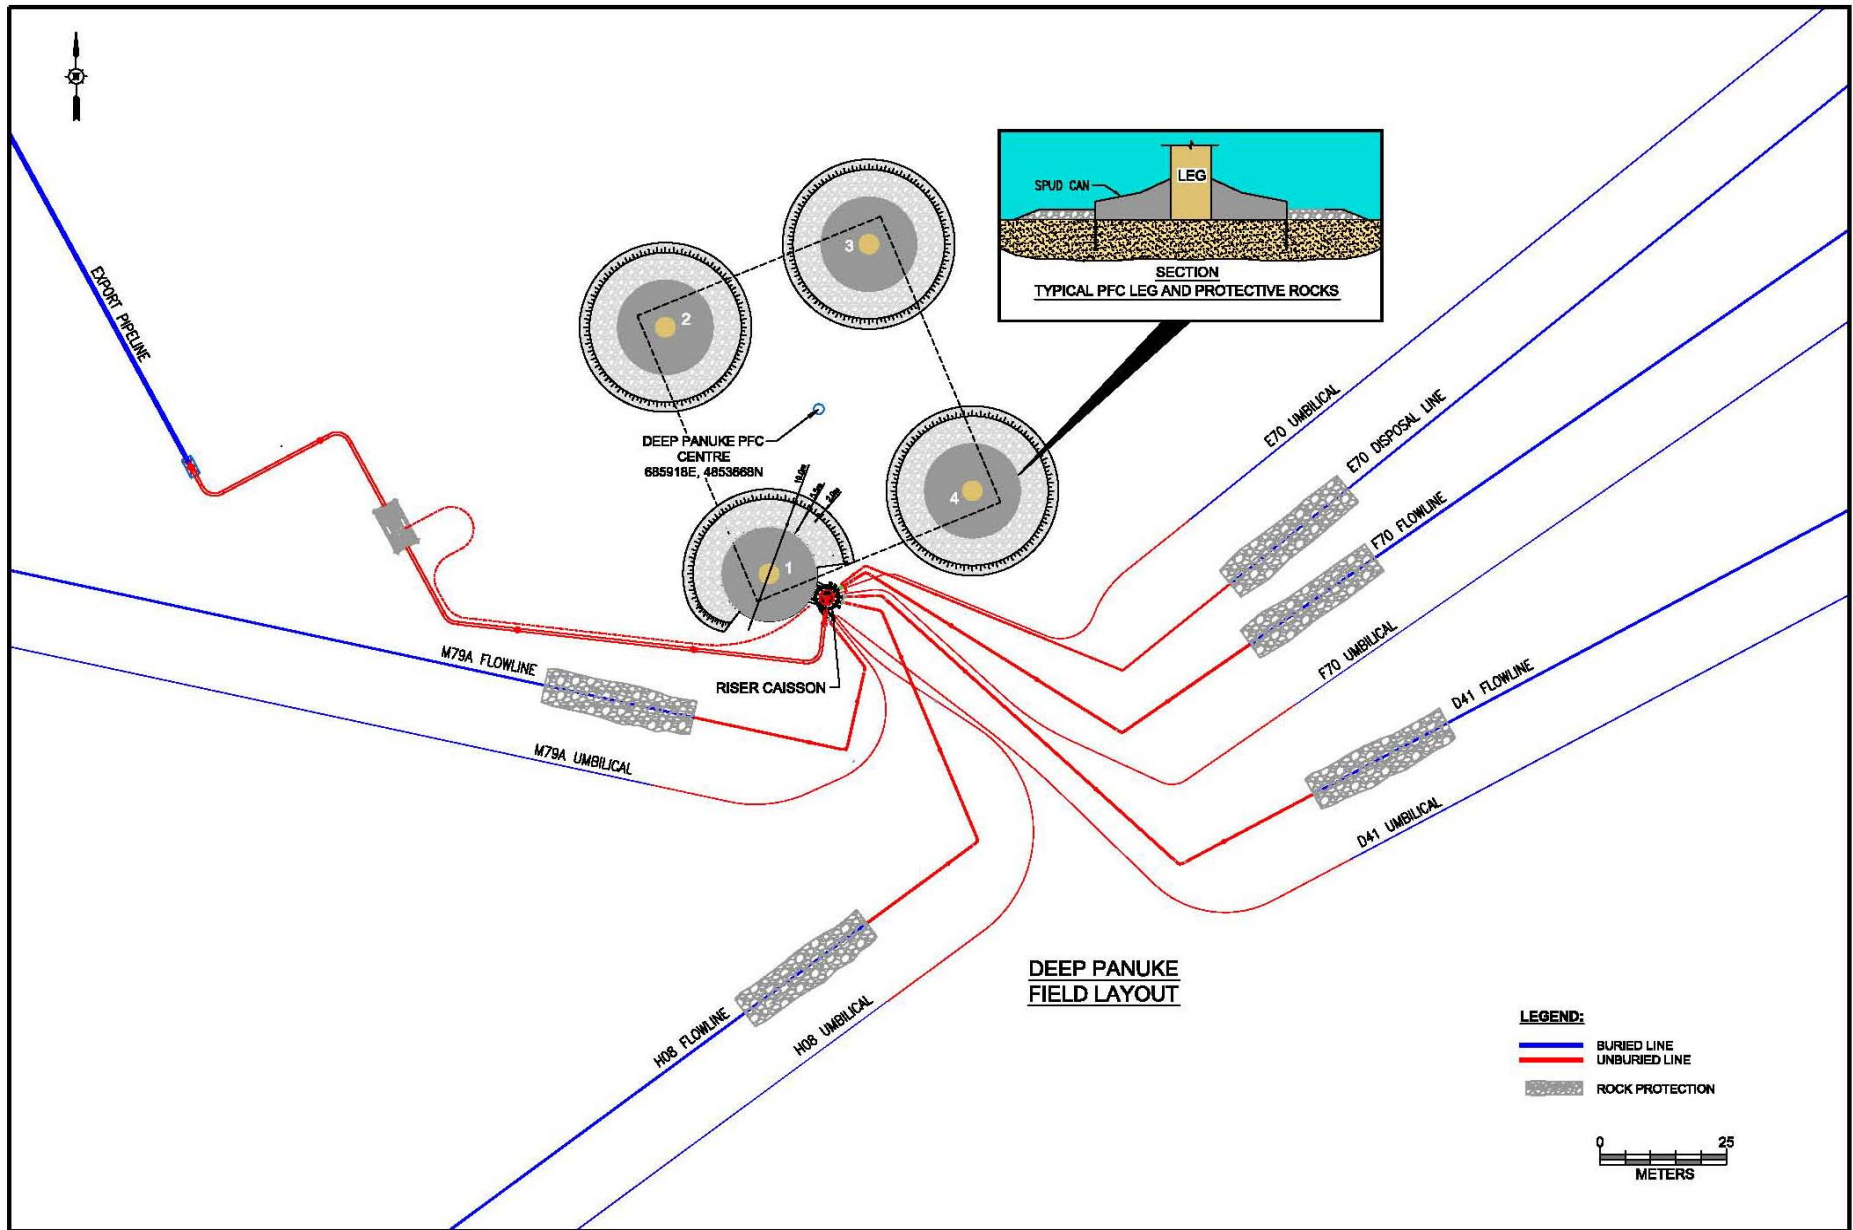 EXPORT PIPELINE
2
3
1
4
DEEP PANUKE PFC
CENTRE
685918E, 4853668N
SPUD CAN
LEG
SECTION
TYPICAL PFC LEG AND PROTECTIVE ROCKS
E70 UMBILICAL
E70 DISPOSAL LINE
F70 FLOWLINE
F70 UMBILICAL
D41 FLOWLINE
D41 UMBILICAL
M79A FLOWLINE
M79A UMBILICAL
RISER CAISSON
H08 FLOWLINE
H08 UMBILICAL
DEEP PANUKE
FIELD LAYOUT
LEGEND:
BURIED LINE
UNBURIED LINE
ROCK PROTECTION
0 25
METERS